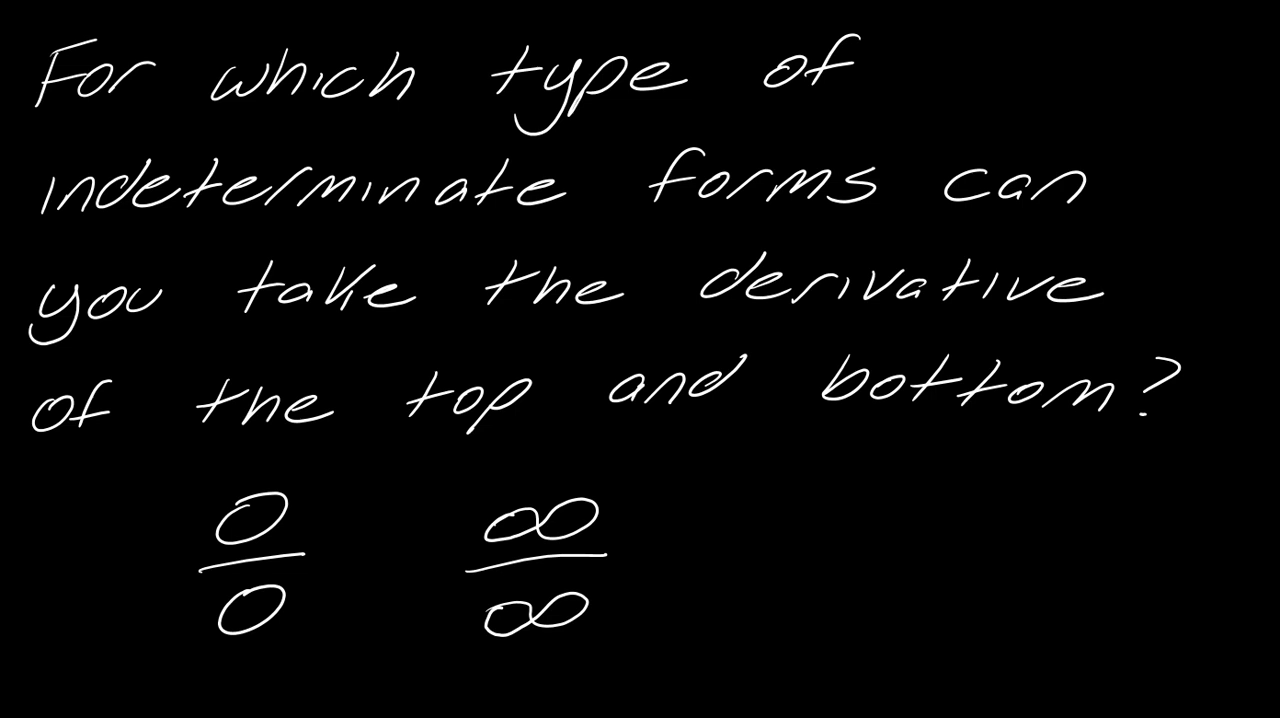 For which type of
indeterminate forms can
you take the derivative
of the top and bottom?
0/0 ∞/∞